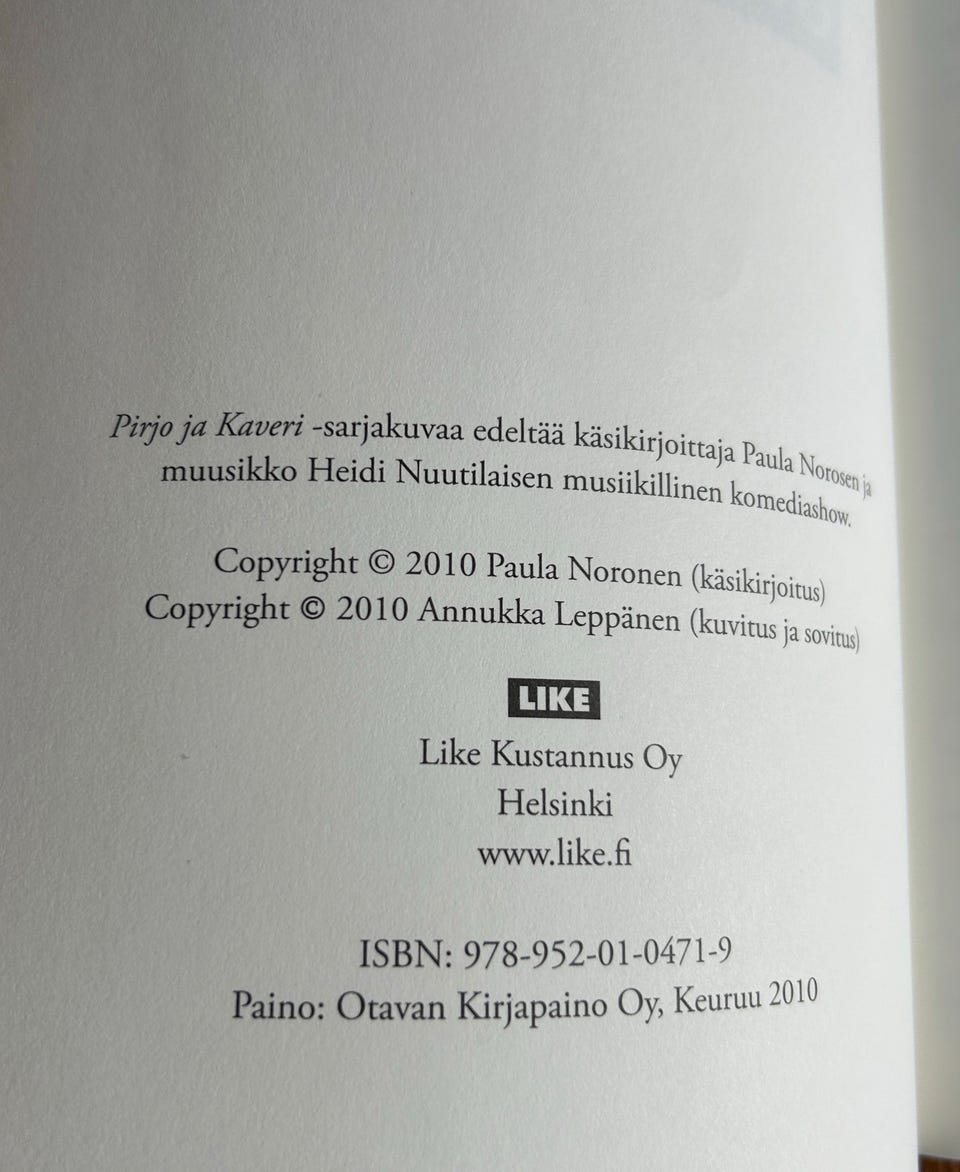 Pirjo ja Kaveri -sarjakuvaa edeltää käsikirjoittaja Paula Norosen ja
muusikko Heidi Nuutilaisen musiikillinen komediashow.
Copyright © 2010 Paula Noronen (käsikirjoitus)
Copyright © 2010 Annukka Leppänen (kuvitus ja sovitus)
LIKE
Like Kustannus Oy
Helsinki
www.like.fi
ISBN: 978-952-01-0471-9
Paino: Otavan Kirjapaino Oy, Keuruu 2010